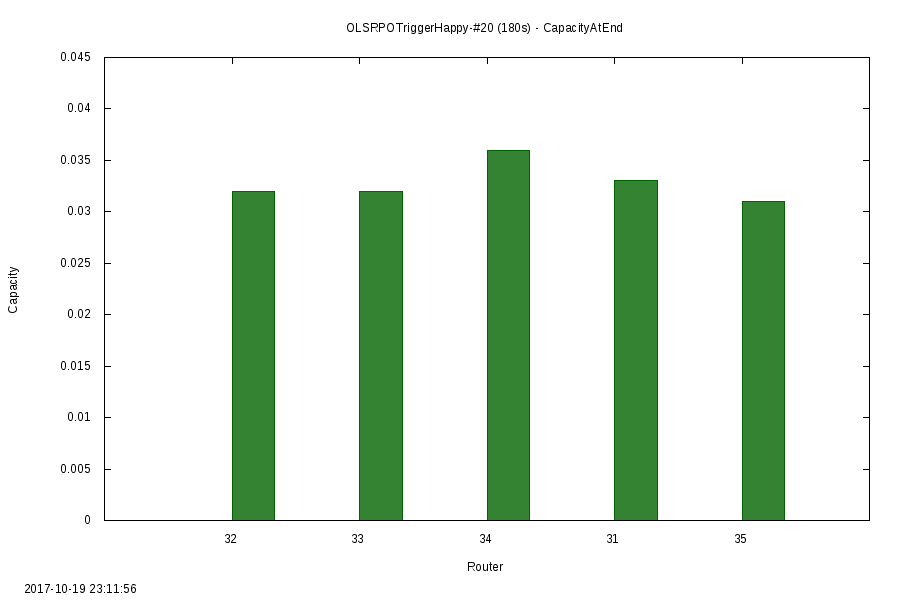 OLSRPOTriggerHappy-#20 (180s) - CapacityAtEnd
0.045
0.04
0.035
0.03
0.025
0.02
0.015
0.01
0.005
0
Capacity
32 33 34 31 35
Router
2017-10-19 23:11:56